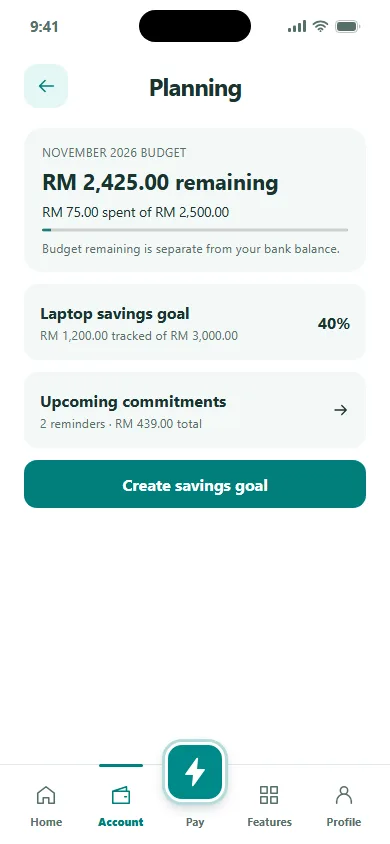 9:41
Planning
NOVEMBER 2026 BUDGET
RM 2,425.00 remaining
RM 75.00 spent of RM 2,500.00
Budget remaining is separate from your bank balance.
Laptop savings goal
RM 1,200.00 tracked of RM 3,000.00
40%
Upcoming commitments
2 reminders · RM 439.00 total
Create savings goal
Home
Account
Pay
Features
Profile